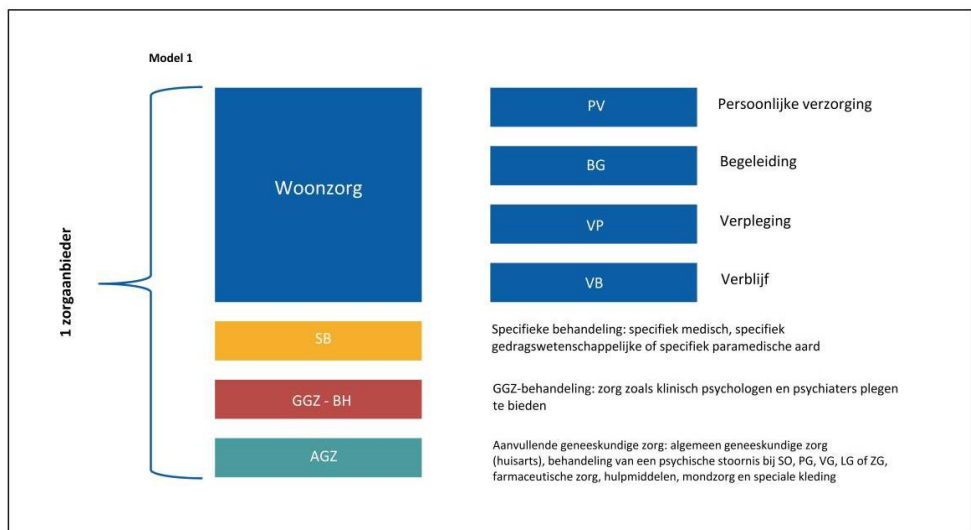 Model 1
1 zorgaanbieder
Woonzorg
PV
Persoonlijke verzorging
BG
Begeleiding
VP
Verpleging
VB
Verblijf
SB
Specifieke behandeling: specifiek medisch, specifiek
gedragswetenschappelijke of specifiek paramedische aard
GGZ - BH
GGZ-behandeling: zorg zoals klinisch psychologen en psychiaters plegen
te bieden
AGZ
Aanvullende geneeskundige zorg: algemeen geneeskundige zorg
(huisarts), behandeling van een psychische stoornis bij SO, PG, VG, LG of ZG,
farmaceutische zorg, hulpmiddelen, mondzorg en speciale kleding